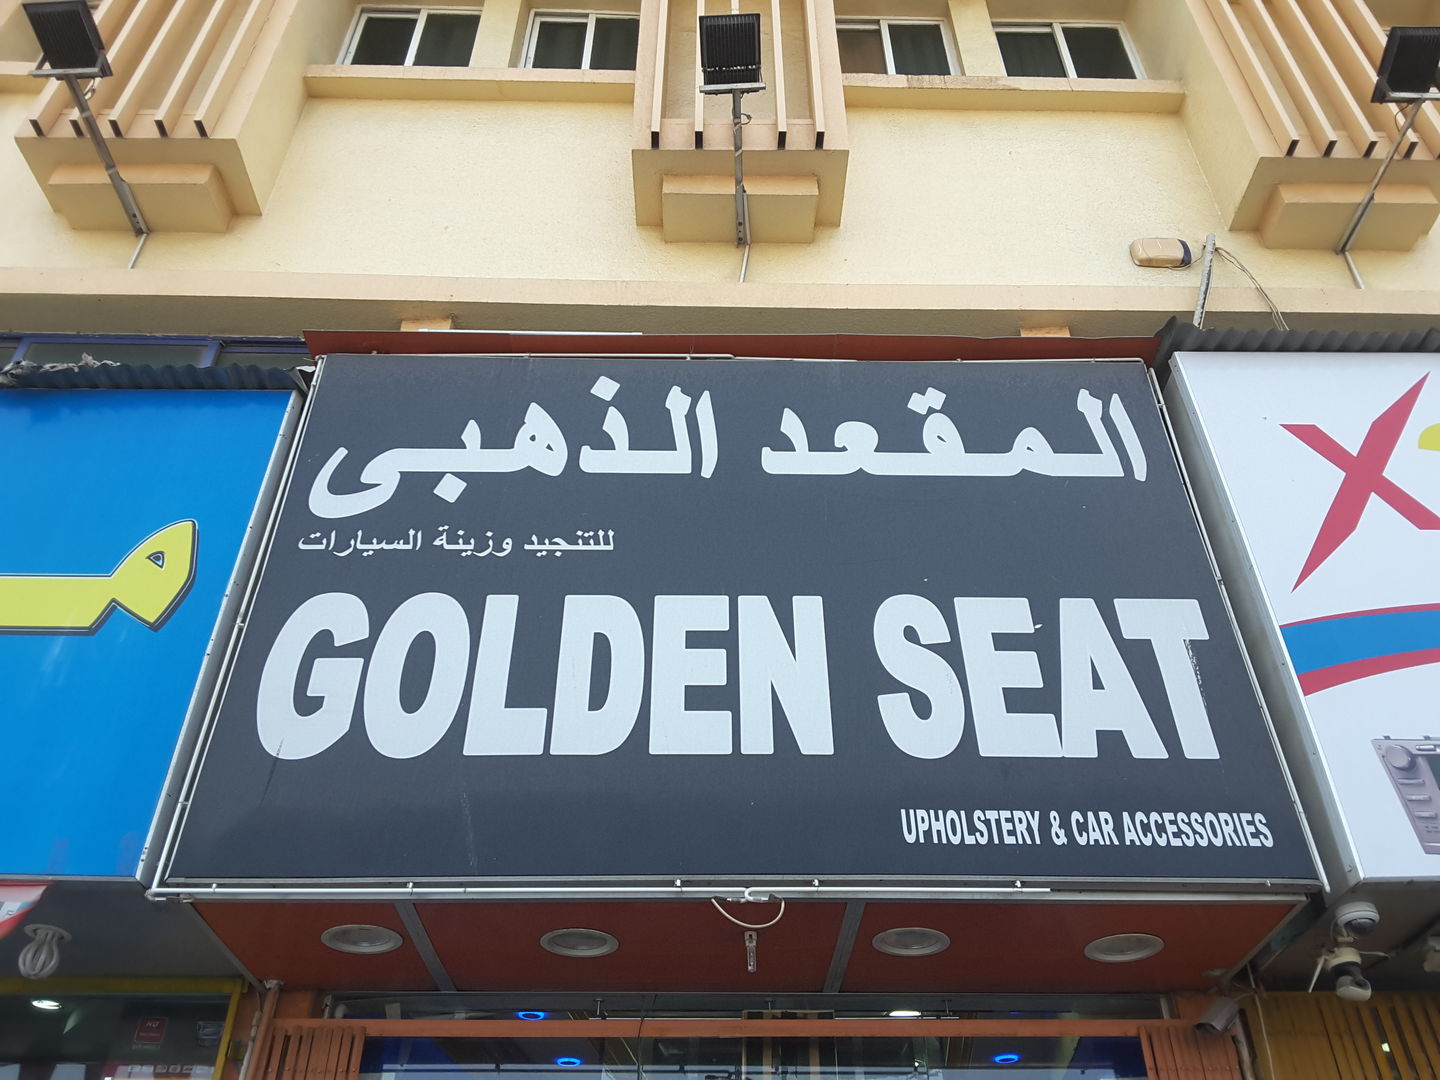 المقعد الذهبى
للتنجيد وزينة السيارات
GOLDEN SEAT
UPHOLSTERY & CAR ACCESSORIES